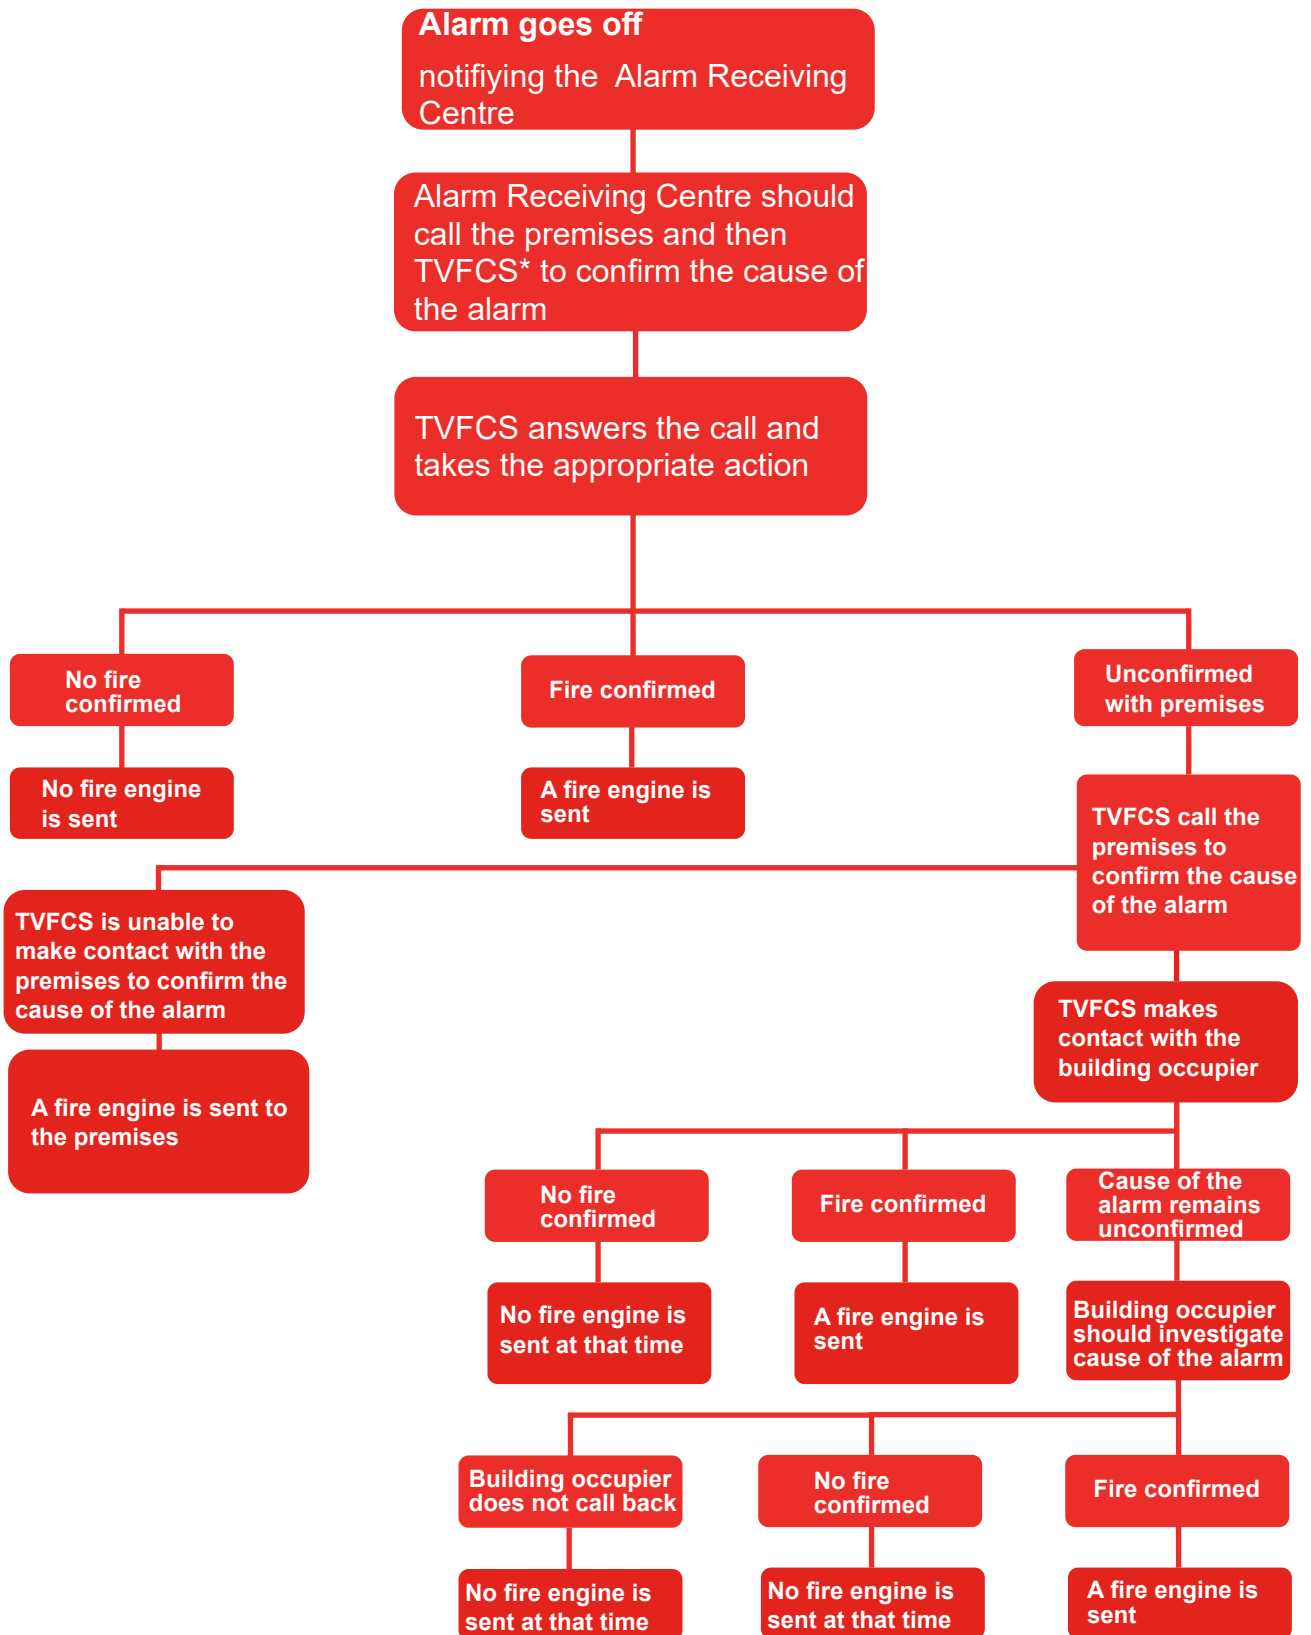 Alarm goes off
notifiying the  Alarm Receiving
Centre
Alarm Receiving Centre should
call the premises and then
TVFCS* to confirm the cause of
the alarm
TVFCS answers the call and
takes the appropriate action
No fire
confirmed
Fire confirmed
Unconfirmed
with premises
No fire engine
is sent
A fire engine is
sent
TVFCS call the
premises to
confirm the cause
of the alarm
TVFCS is unable to
make contact with the
premises to confirm the
cause of the alarm
TVFCS makes
contact with the
building occupier
A fire engine is sent to
the premises
No fire
confirmed
Fire confirmed
Cause of the
alarm remains
unconfirmed
No fire engine is
sent at that time
A fire engine is
sent
Building occupier
should investigate
cause of the alarm
Building occupier
does not call back
No fire
confirmed
Fire confirmed
No fire engine is
sent at that time
No fire engine is
sent at that time
A fire engine is
sent